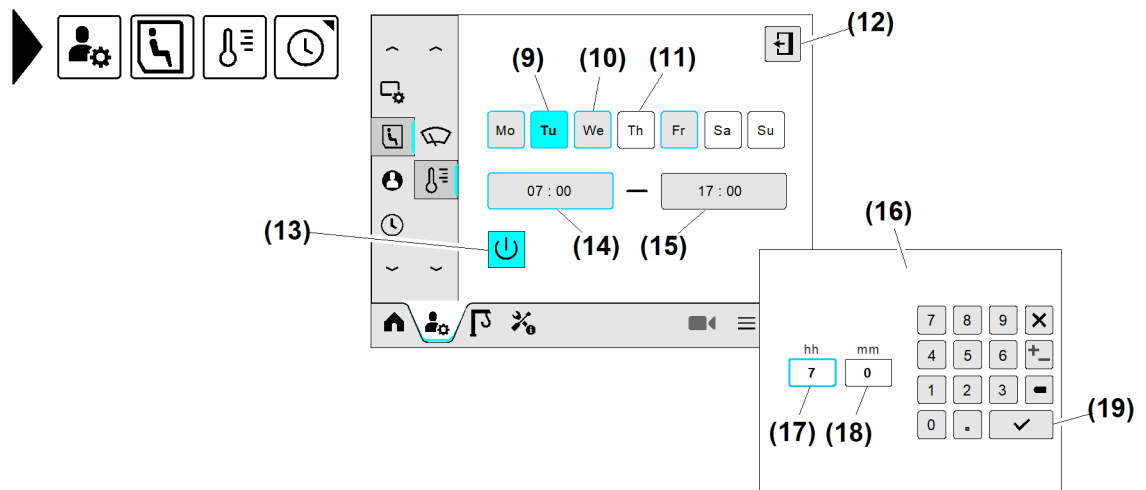 (12)
(9) (10) (11)
Mo Tu We Th Fr Sa Su
07 : 00 17 : 00
(13) (14) (15)
(16)
7 8 9
hh mm
4 5 6
7 0
1 2 3
0 .
(17) (18) (19)